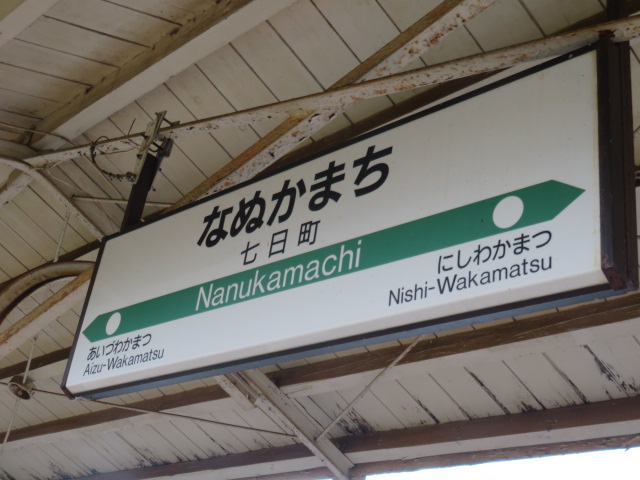 なぬかまち
七日町
Nanukamachi
あいづわかまつ
Aizu-Wakamatsu
にしわかまつ
Nishi-Wakamatsu